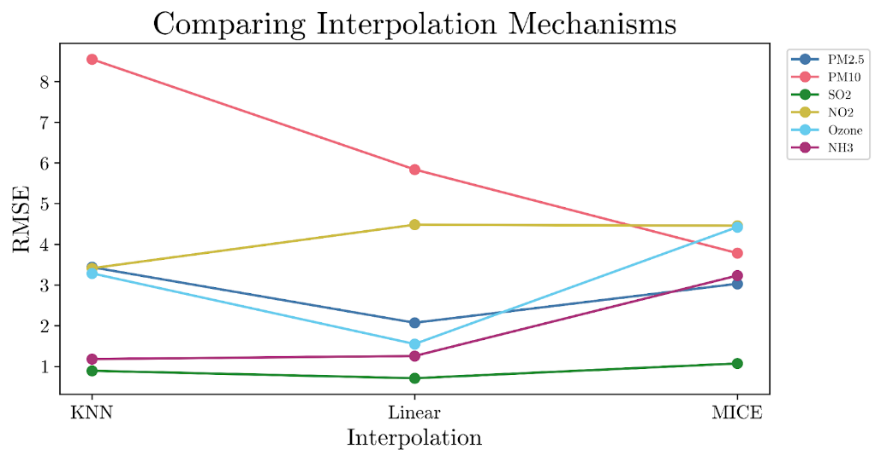 Comparing Interpolation Mechanisms
RMSE
8
7
6
5
4
3
2
1
KNN
Linear
MICE
Interpolation
PM2.5
PM10
SO2
NO2
Ozone
NH3